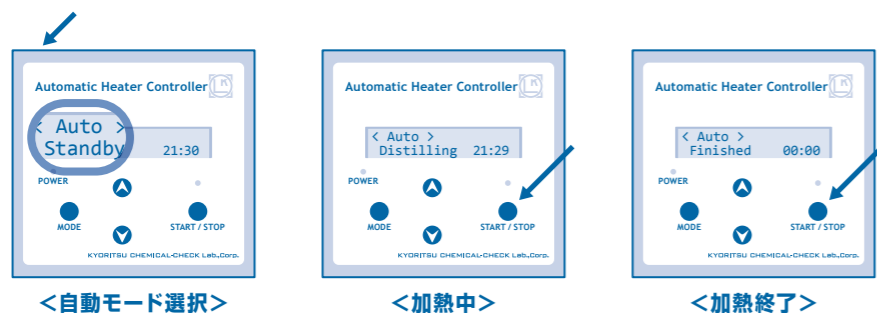 Automatic Heater Controller
< Auto >
Standby 21:30
POWER
MODE START / STOP
KYORITSU CHEMICAL-CHECK Lab.,Corp.
<自動モード選択>
Automatic Heater Controller
< Auto >
Distilling 21:29
POWER
MODE START / STOP
KYORITSU CHEMICAL-CHECK Lab.,Corp.
<加熱中>
Automatic Heater Controller
< Auto >
Finished 00:00
POWER
MODE START / STOP
KYORITSU CHEMICAL-CHECK Lab.,Corp.
<加熱終了>